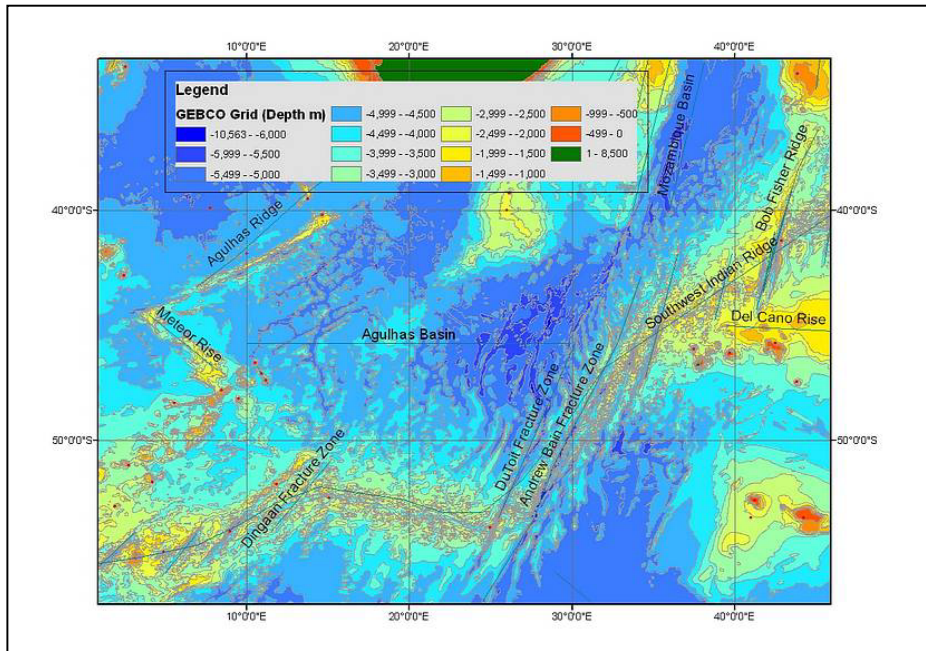 10°0'0"E 20°0'0"E 30°0'0"E 40°0'0"E
Legend
GEBCO Grid (Depth m)
-10,563 - -6,000
-5,999 - -5,500
-5,499 - -5,000
-4,999 - -4,500
-4,499 - -4,000
-3,999 - -3,500
-3,499 - -3,000
-2,999 - -2,500
-2,499 - -2,000
-1,999 - -1,500
-1,499 - -1,000
-999 - -500
-499 - 0
1 - 8,500
Mozambique Basin
Bob Fisher Ridge
40°0'0"S 40°0'0"S
Agulhas Ridge
Southwest Indian Ridge
Meteor Rise
Del Cano Rise
Agulhas Basin
DuToit Fracture Zone
Andrew Bain Fracture Zone
50°0'0"S 50°0'0"S
Dingaan Fracture Zone
10°0'0"E 20°0'0"E 30°0'0"E 40°0'0"E